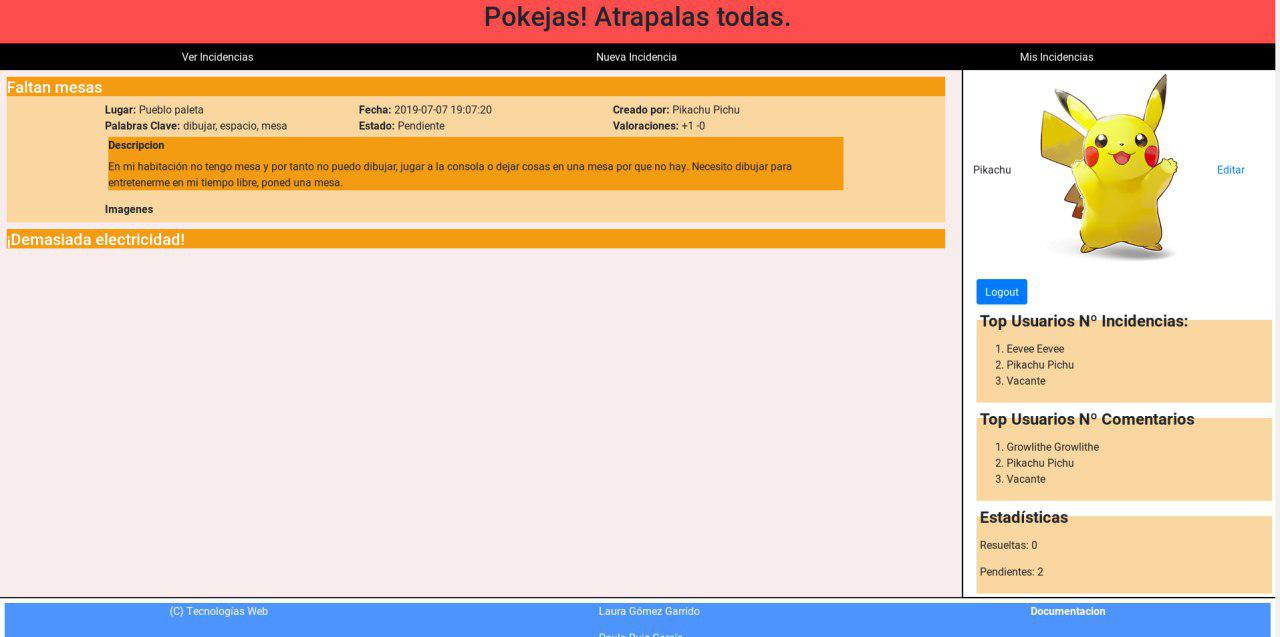 Pokejas! Atrapalas todas.
Ver Incidencias
Nueva Incidencia
Mis Incidencias
Faltan mesas
Lugar: Pueblo paleta
Fecha: 2019-07-07 19:07:20
Creado por: Pikachu Pichu
Palabras Clave: dibujar, espacio, mesa
Estado: Pendiente
Valoraciones: +1 -0
Descripcion
En mi habitación no tengo mesa y por tanto no puedo dibujar, jugar a la consola o dejar cosas en una mesa por que no hay. Necesito dibujar para
entretenerme en mi tiempo libre, poned una mesa.
Imagenes
¡Demasiada electricidad!
Pikachu
Editar
Logout
Top Usuarios Nº Incidencias:
1. Eevee Eevee
2. Pikachu Pichu
3. Vacante
Top Usuarios Nº Comentarios
1. Growlithe Growlithe
2. Pikachu Pichu
3. Vacante
Estadísticas
Resueltas: 0
Pendientes: 2
(C) Tecnologías Web
Laura Gómez Garrido
Documentacion